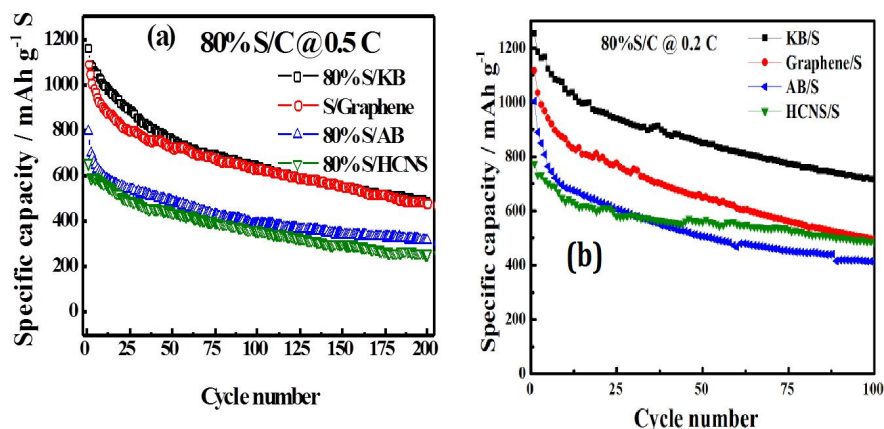 (a)
80%S/C@0.5 C
80%S/KB
S/Graphene
80%S/AB
80%S/HCNS
Specific capacity / mAh g-1 S
1200
1000
800
600
400
200
0
0 25 50 75 100 125 150 175 200
Cycle number
80%S/C @ 0.2 C
KB/S
Graphene/S
AB/S
HCNS/S
(b)
Specific capacity / mAh g-1
1200
1000
800
600
400
200
0
0 25 50 75 100
Cycle number